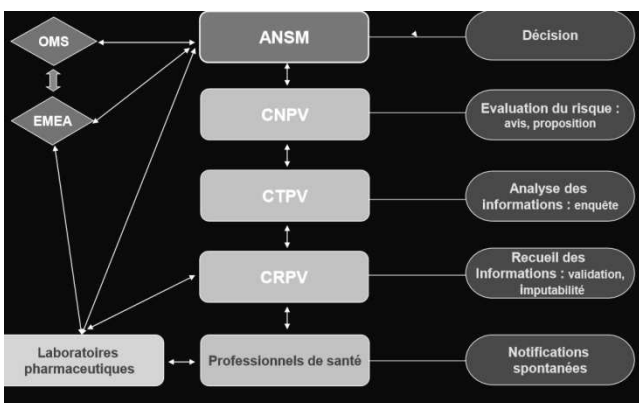 OMS
ANSM
Décision
EMEA
CNPV
Evaluation du risque :
avis, proposition
CTPV
Analyse des
Informations : enquête
CRPV
Recueil des
Informations : validation,
imputabilité
Laboratoires
pharmaceutiques
Professionnels de santé
Notifications
spontanées